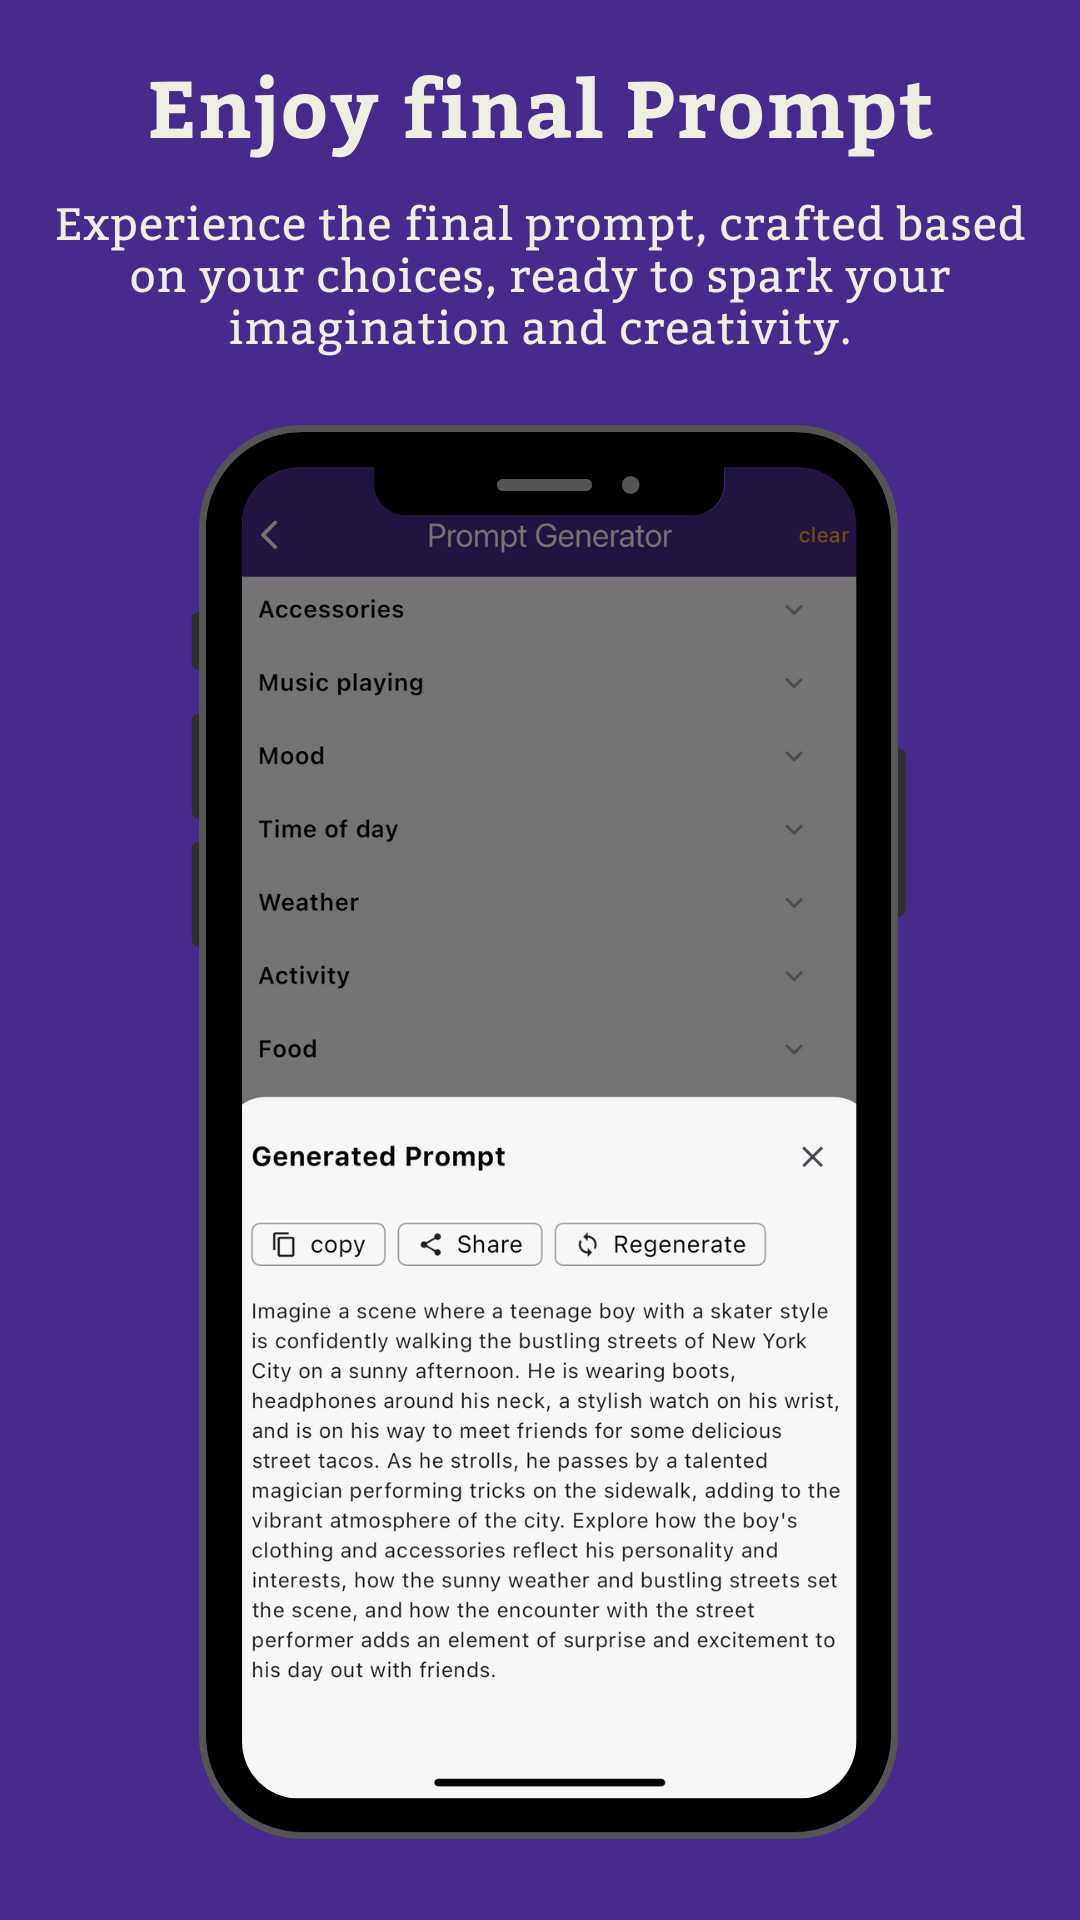 Enjoy final Prompt
Experience the final prompt, crafted based
on your choices, ready to spark your
imagination and creativity.
Prompt Generator
clear
Accessories
Music playing
Mood
Time of day
Weather
Activity
Food
Generated Prompt
copy
Share
Regenerate
Imagine a scene where a teenage boy with a skater style
is confidently walking the bustling streets of New York
City on a sunny afternoon. He is wearing boots,
headphones around his neck, a stylish watch on his wrist,
and is on his way to meet friends for some delicious
street tacos. As he strolls, he passes by a talented
magician performing tricks on the sidewalk, adding to the
vibrant atmosphere of the city. Explore how the boy's
clothing and accessories reflect his personality and
interests, how the sunny weather and bustling streets set
the scene, and how the encounter with the street
performer adds an element of surprise and excitement to
his day out with friends.